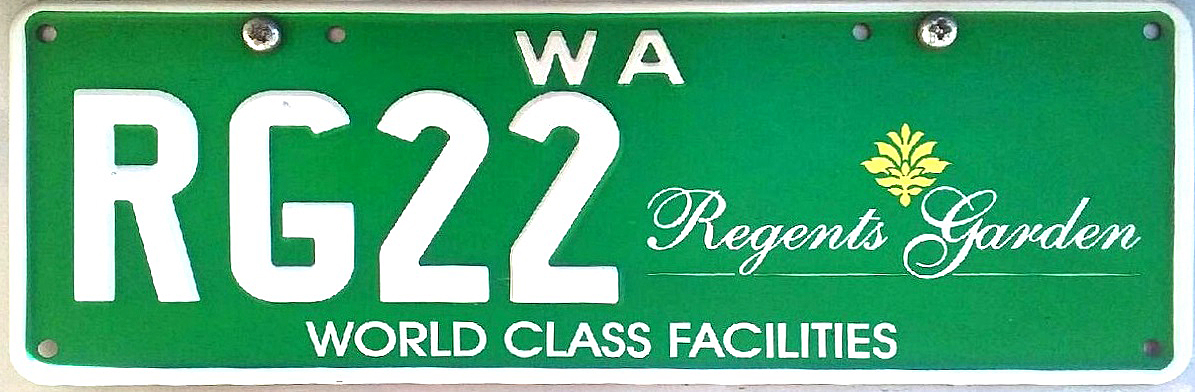 WA
RG22
Regents Garden
WORLD CLASS FACILITIES